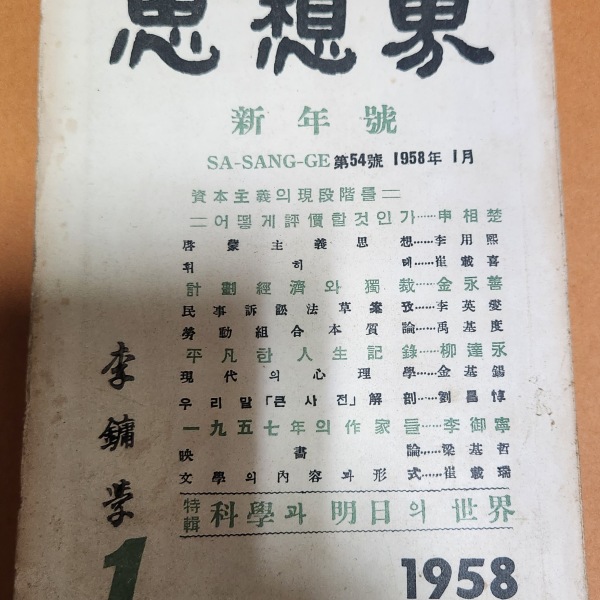 思想界
新年號
SA-SANG-GE 第54號 1958年 1月
資本主義의現段階를=
=어떻게評價할것인가……申相楚
啓蒙主義思想……李用熙
휘히테……崔載喜
計劃經濟와獨裁……金永善
民事訴訟法草案攷……李英燮
勞動組合本質論……禹基度
平凡한人生記錄……柳達永
現代의心理學……金基錫
우리말「큰사전」解剖……劉昌惇
一九五七年의作家들……李御寧
映畵論……梁基哲
文學의內容과形式……崔載瑞
特輯 科學과 明日의 世界
李鏞學
1
1958